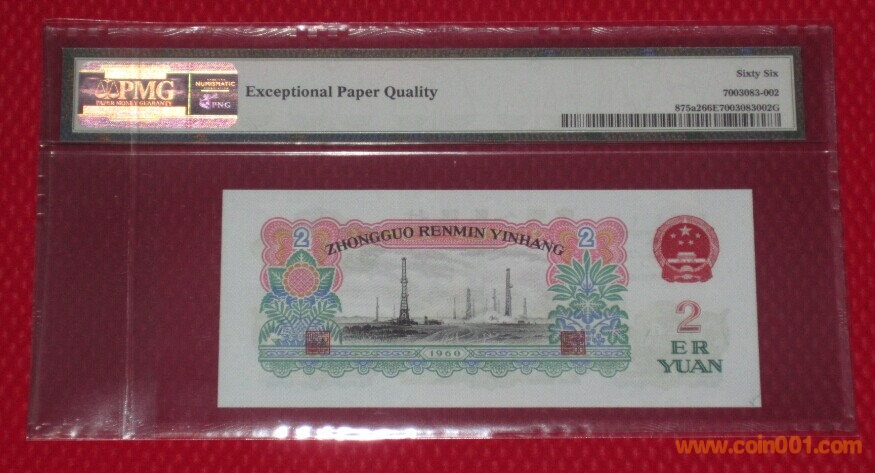 PMG
PAPER MONEY GUARANTY
NUMISMATIC
PNG
Exceptional Paper Quality
Sixty Six
7003083-002
875a266E7003083002G
2
2
ZHONGGUO RENMIN YINHANG
1960
2
ER
YUAN
www.coin001.com